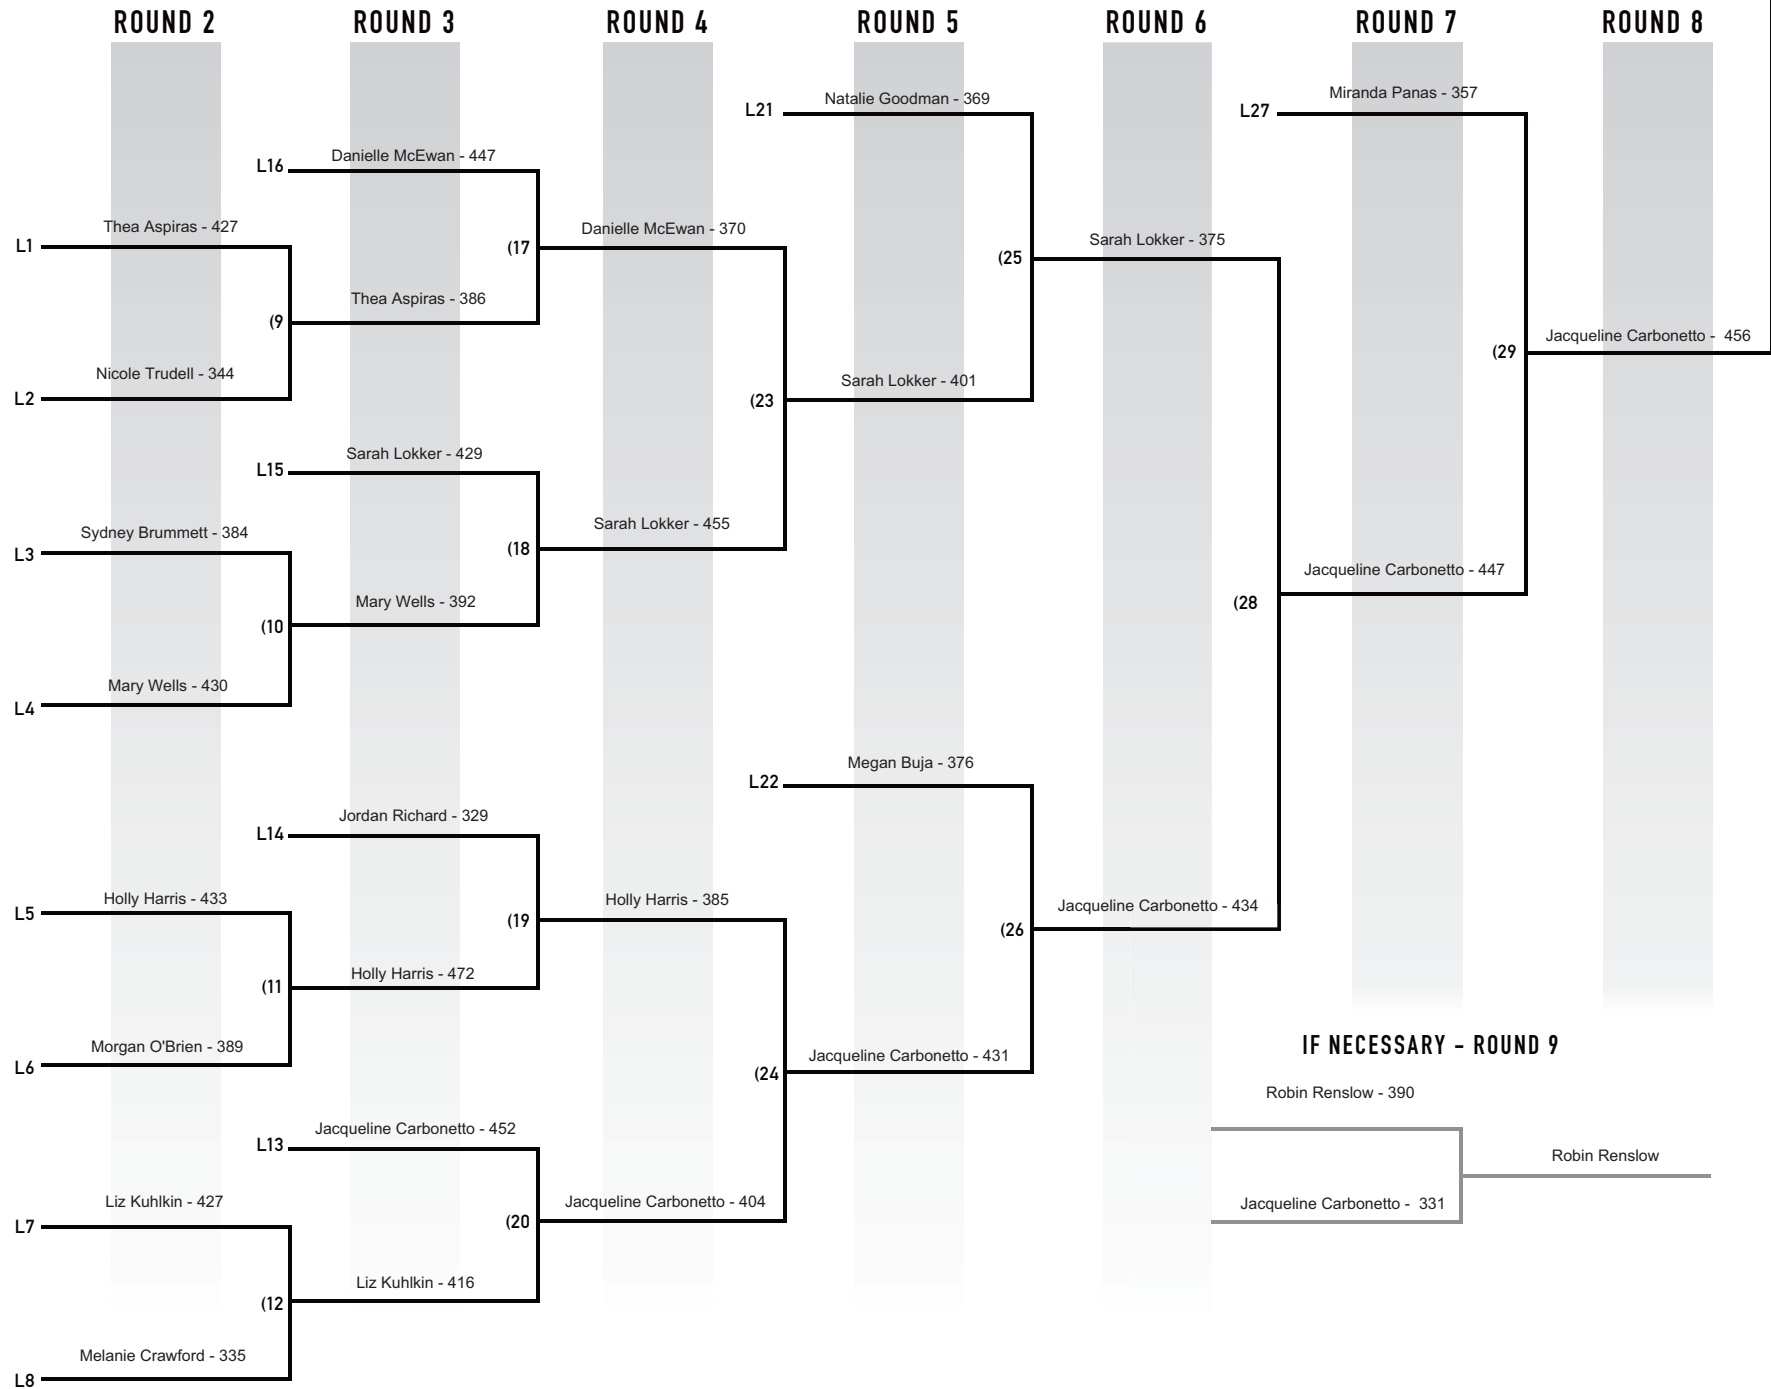 ROUND 2
ROUND 3
ROUND 4
ROUND 5
ROUND 6
ROUND 7
ROUND 8
L1
Thea Aspiras - 427
L2
Nicole Trudell - 344
(9
L3
Sydney Brummett - 384
L4
Mary Wells - 430
(10
L5
Holly Harris - 433
L6
Morgan O'Brien - 389
(11
L7
Liz Kuhlkin - 427
L8
Melanie Crawford - 335
(12
L16
Danielle McEwan - 447
Thea Aspiras - 386
(17
L15
Sarah Lokker - 429
Mary Wells - 392
(18
L14
Jordan Richard - 329
Holly Harris - 472
(19
L13
Jacqueline Carbonetto - 452
Liz Kuhlkin - 416
(20
Danielle McEwan - 370
Sarah Lokker - 455
(23
Holly Harris - 385
Jacqueline Carbonetto - 404
(24
L21
Natalie Goodman - 369
Sarah Lokker - 401
(25
L22
Megan Buja - 376
Jacqueline Carbonetto - 431
(26
Sarah Lokker - 375
Jacqueline Carbonetto - 434
(28
L27
Miranda Panas - 357
Jacqueline Carbonetto - 447
(29
Jacqueline Carbonetto - 456
IF NECESSARY - ROUND 9
Robin Renslow - 390
Jacqueline Carbonetto - 331
Robin Renslow